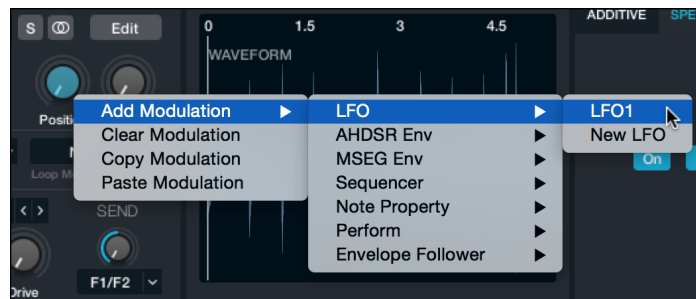 ADDITIVE
S
Edit
0 1.5 3 4.5
WAVEFORM
Add Modulation
LFO
LFO1
Clear Modulation
AHDSR Env
New LFO
Copy Modulation
MSEG Env
On
Paste Modulation
Sequencer
Note Property
SEND
Perform
Envelope Follower
F1/F2
Drive